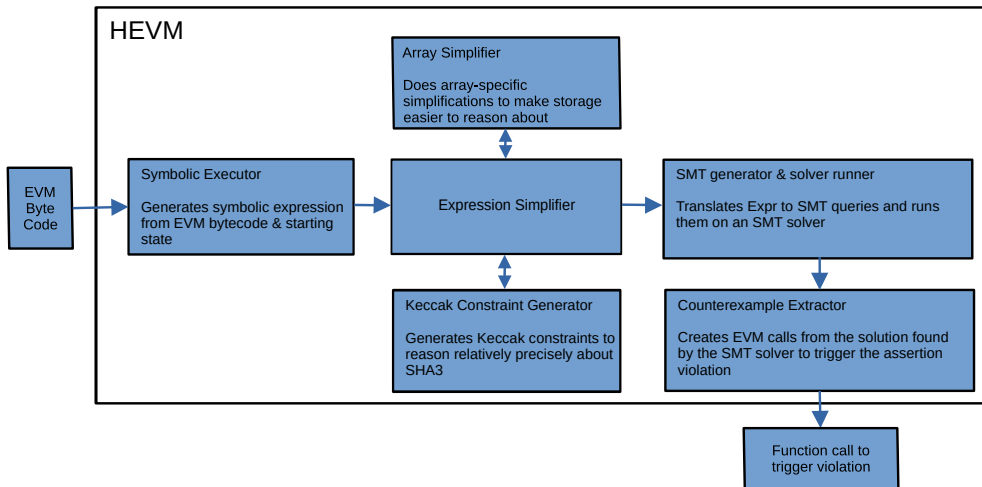 HEVM
Array Simplifier
Does array-specific
simplifications to make storage
easier to reason about
EVM
Byte
Code
Symbolic Executor
Generates symbolic expression
from EVM bytecode & starting
state
Expression Simplifier
SMT generator & solver runner
Translates Expr to SMT queries and runs
them on an SMT solver
Keccak Constraint Generator
Generates Keccak constraints to
reason relatively precisely about
SHA3
Counterexample Extractor
Creates EVM calls from the solution found
by the SMT solver to trigger the assertion
violation
Function call to
trigger violation